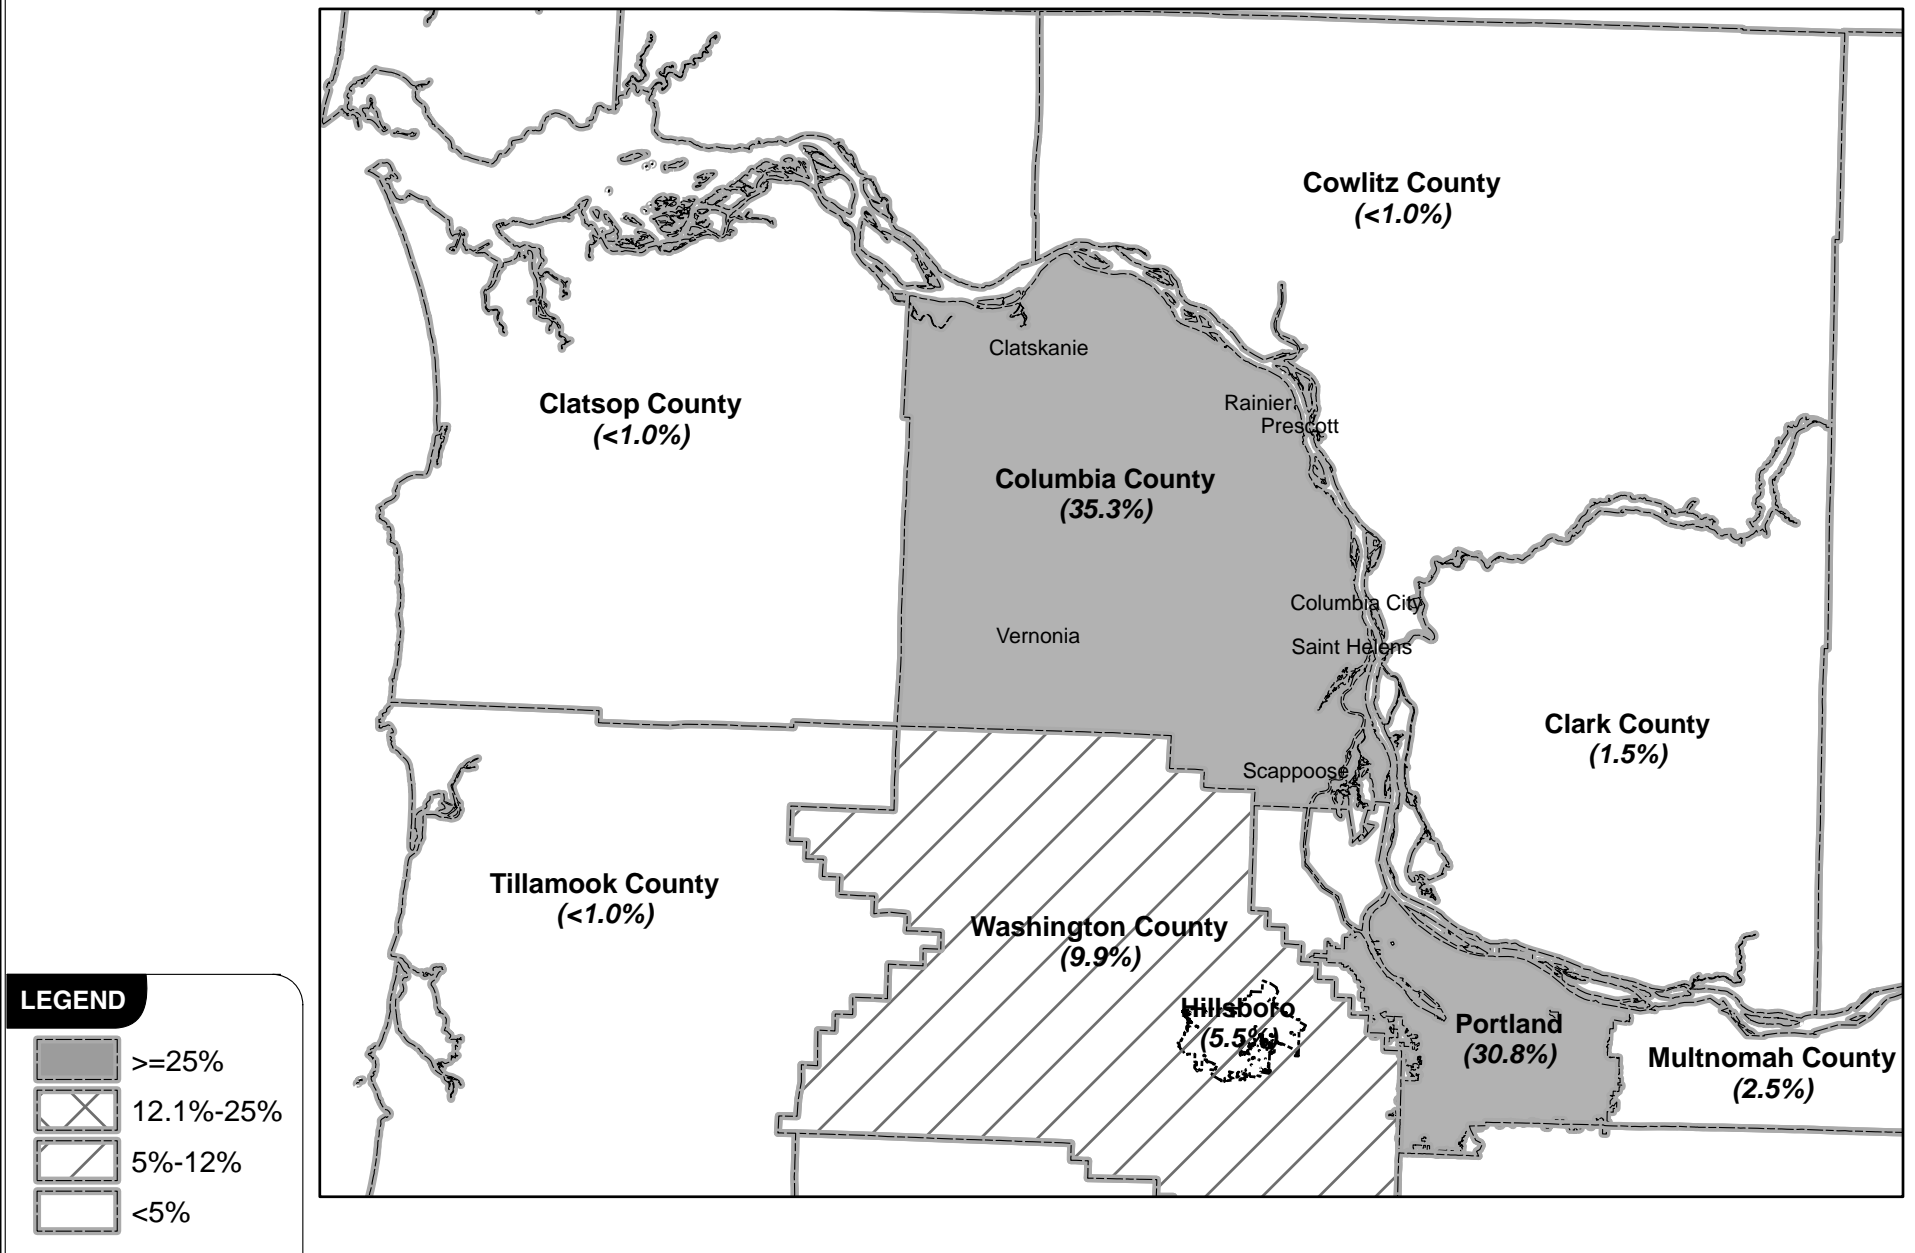 Cowlitz County
(<1.0%)
Clatskanie
Clatsop County
(<1.0%)
Rainier
Prescott
Columbia County
(35.3%)
Columbia City
Vernonia
Saint Helens
Clark County
(1.5%)
Scappoose
Tillamook County
(<1.0%)
Washington County
(9.9%)
Hillsboro
(5.5%)
Portland
(30.8%)
Multnomah County
(2.5%)
LEGEND
>=25%
12.1%-25%
5%-12%
<5%